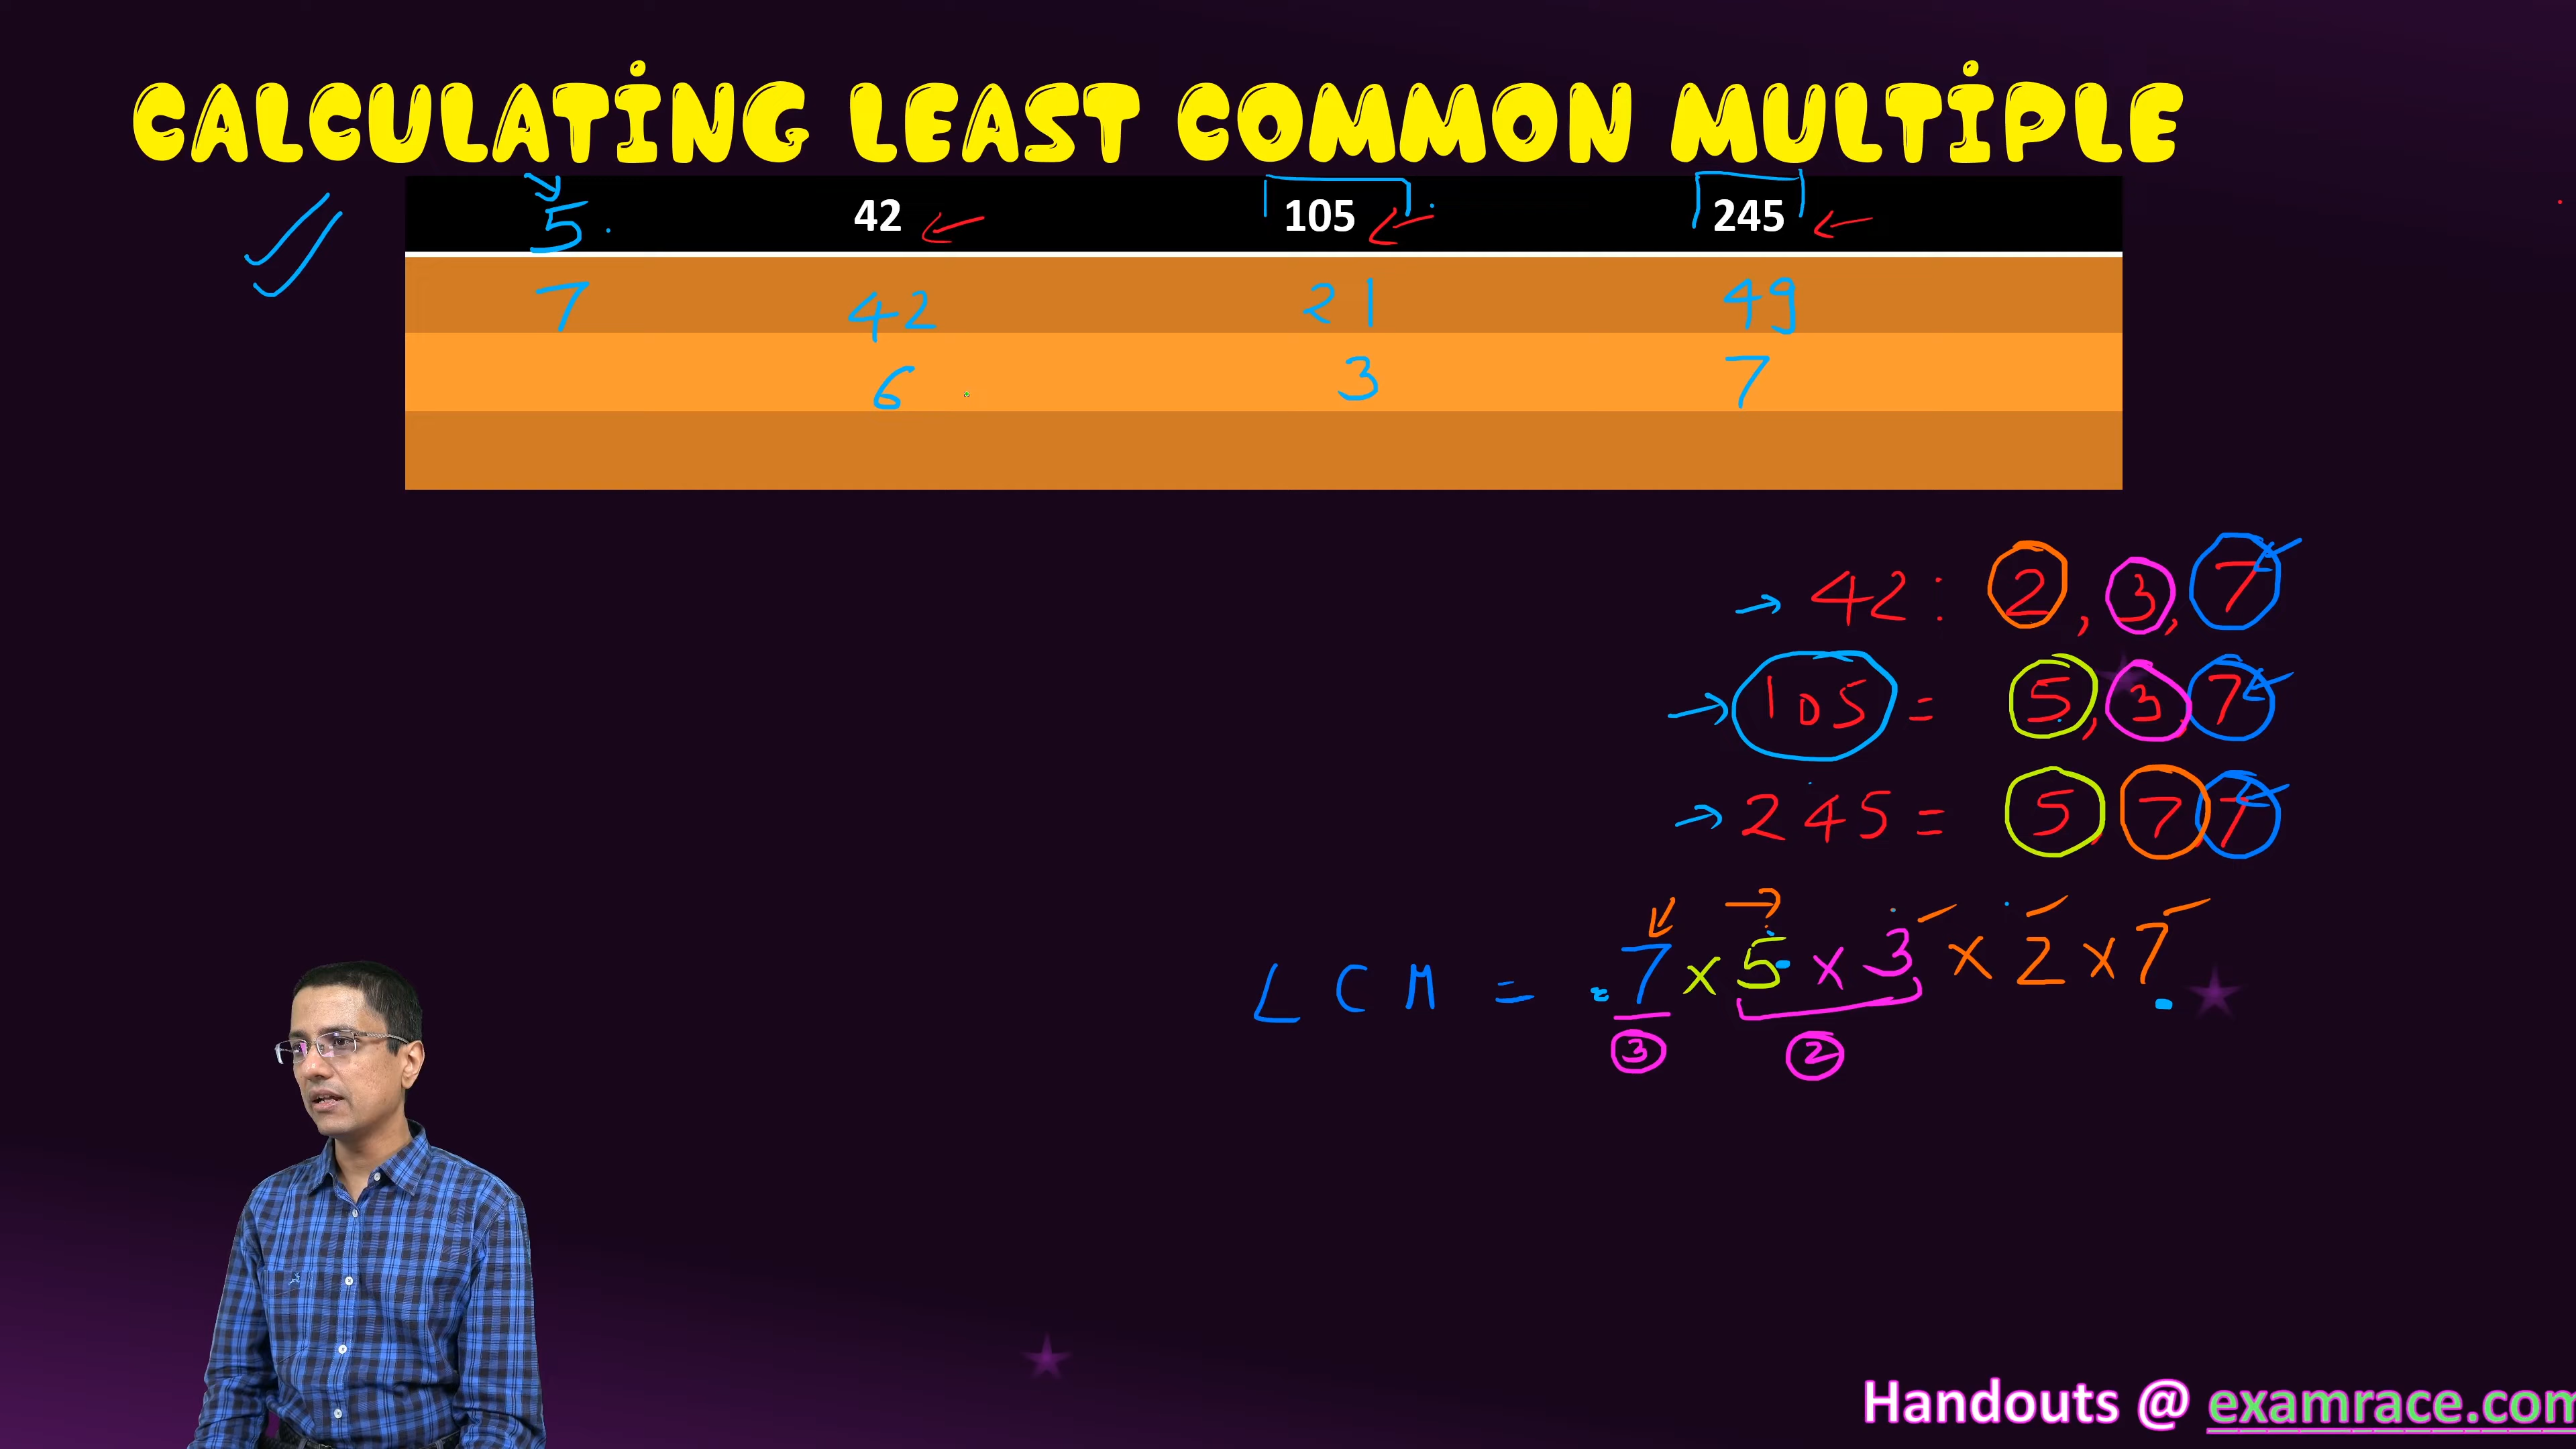 CALCULATING LEAST COMMON MULTIPLE
5 42 105 245
7 42 21 49
6 3 7
42: 2, 3, 7
105 = 5, 3, 7
245 = 5, 7, 7
LCM = 7 x 5 x 3 x 2 x 7
3 2
Handouts @ examrace.com